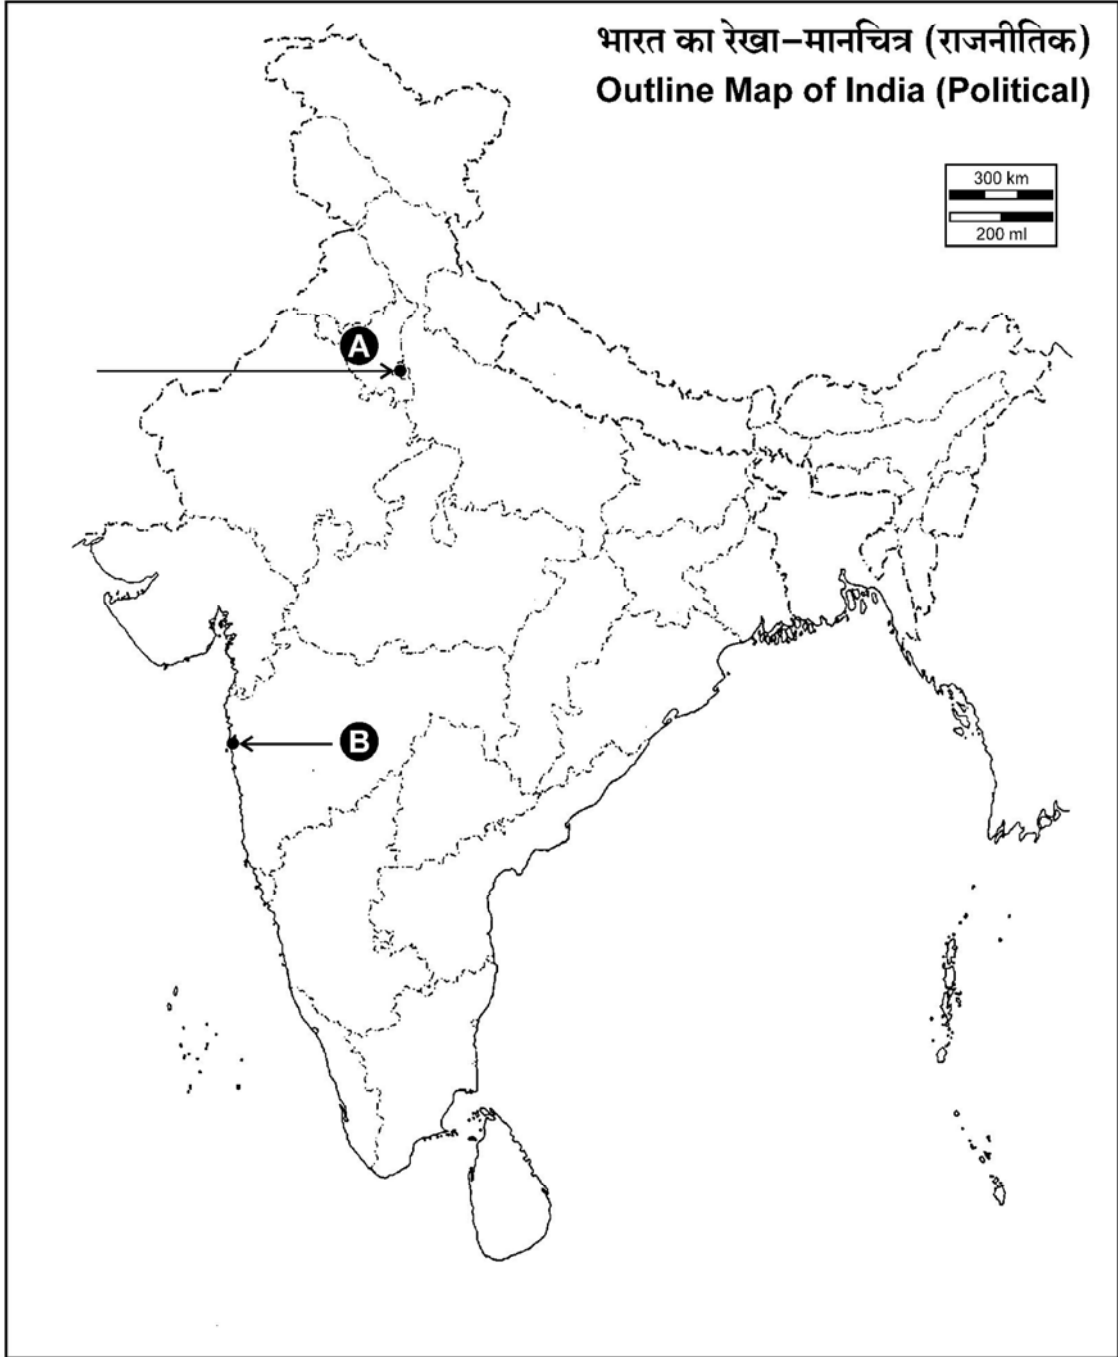 भारत का रेखा–मानचित्र (राजनीतिक)
Outline Map of India (Political)
300 km
200 ml
A
B